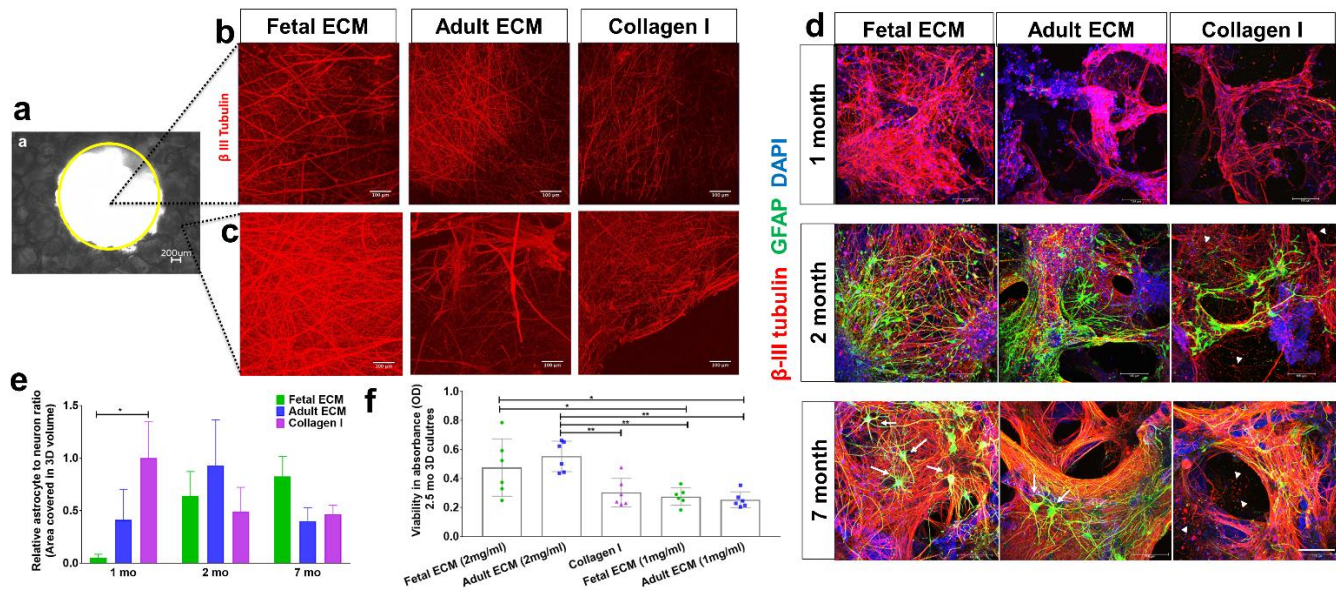 a
a
200um
b
Fetal ECM
Adult ECM
Collagen I
β III Tubulin
100 µm
100 µm
100 µm
c
100 µm
100 µm
100 µm
d
Fetal ECM
Adult ECM
Collagen I
β-III tubulin GFAP DAPI
1 month
2 month
7 month
e
Relative astrocyte to neuron ratio
(Area covered in 3D volume)
1.5
1.0
0.5
0.0
*
Fetal ECM
Adult ECM
Collagen I
1 mo
2 mo
7 mo
f
Viability in absorbance (OD)
2.5 mo 3D culutres
1.0
0.8
0.6
0.4
0.2
0.0
*
*
**
**
**
Fetal ECM (2mg/ml)
Adult ECM (2mg/ml)
Collagen I
Fetal ECM (1mg/ml)
Adult ECM (1mg/ml)